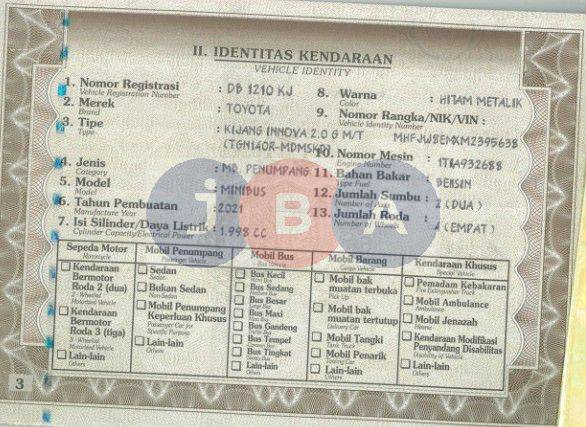 II. IDENTITAS KENDARAAN
VEHICLE IDENTITY
1. Nomor Registrasi : DB 1210 KJ
Vehicle Registration Number
2. Merek : TOYOTA
Brand
3. Tipe : KIJANG INNOVA 2.0 G M/T
Type
(TGN140R-MDMSKD)
4. Jenis : MB. PENUMPANG
Category
5. Model : MINIBUS
Model
6. Tahun Pembuatan : 2021
Manufacture Year
7. Isi Silinder/Daya Listrik : 1.998 CC
Cylinder Capacity/Electrical Power
8. Warna : HITAM METALIK
Color
9. Nomor Rangka/NIK/VIN :
Vehicle Identity Number
MHFJW8EMXM2395638
10. Nomor Mesin : 1TRA932688
Engine Number
11. Bahan Bakar : BENSIN
Type Fuel
12. Jumlah Sumbu : 2 (DUA)
Number of Axis
13. Jumlah Roda : 4 (EMPAT)
Number of Wheels
JBA
Sepeda Motor
Motorcycle
Kendaraan Bermotor Roda 2 (dua)
2 - Wheeled Motorized Vehicle
Kendaraan Bermotor Roda 3 (tiga)
3 - Wheeled Motorized Vehicle
Lain-lain
Others
Mobil Penumpang
Passenger Vehicle
Sedan
Sedan
Bukan Sedan
Non-Sedan
Mobil Penumpang Keperluan Khusus
Passenger Car for Specific Purpose
Lain-lain
Others
Mobil Bus
Bus Vehicle
Bus Kecil
Bus Sedang
Bus Besar
Bus Maxi
Bus Gandeng
Bus Tempel
Bus Tingkat
Lain-lain
Others
Mobil Barang
Cargo Vehicle
Mobil bak muatan terbuka
Pick Up
Mobil bak muatan tertutup
Delivery Car
Mobil Tangki
Tank Truck
Mobil Penarik
Towing Car
Lain-lain
Others
Kendaraan Khusus
Special Vehicle
Pemadam Kebakaran
Fire Extinguisher Truck
Mobil Ambulance
Ambulance
Mobil Jenazah
Hearse
Kendaraan Modifikasi Penyandang Disabilitas
Disability of Vehicle
Lain-lain
Others
3